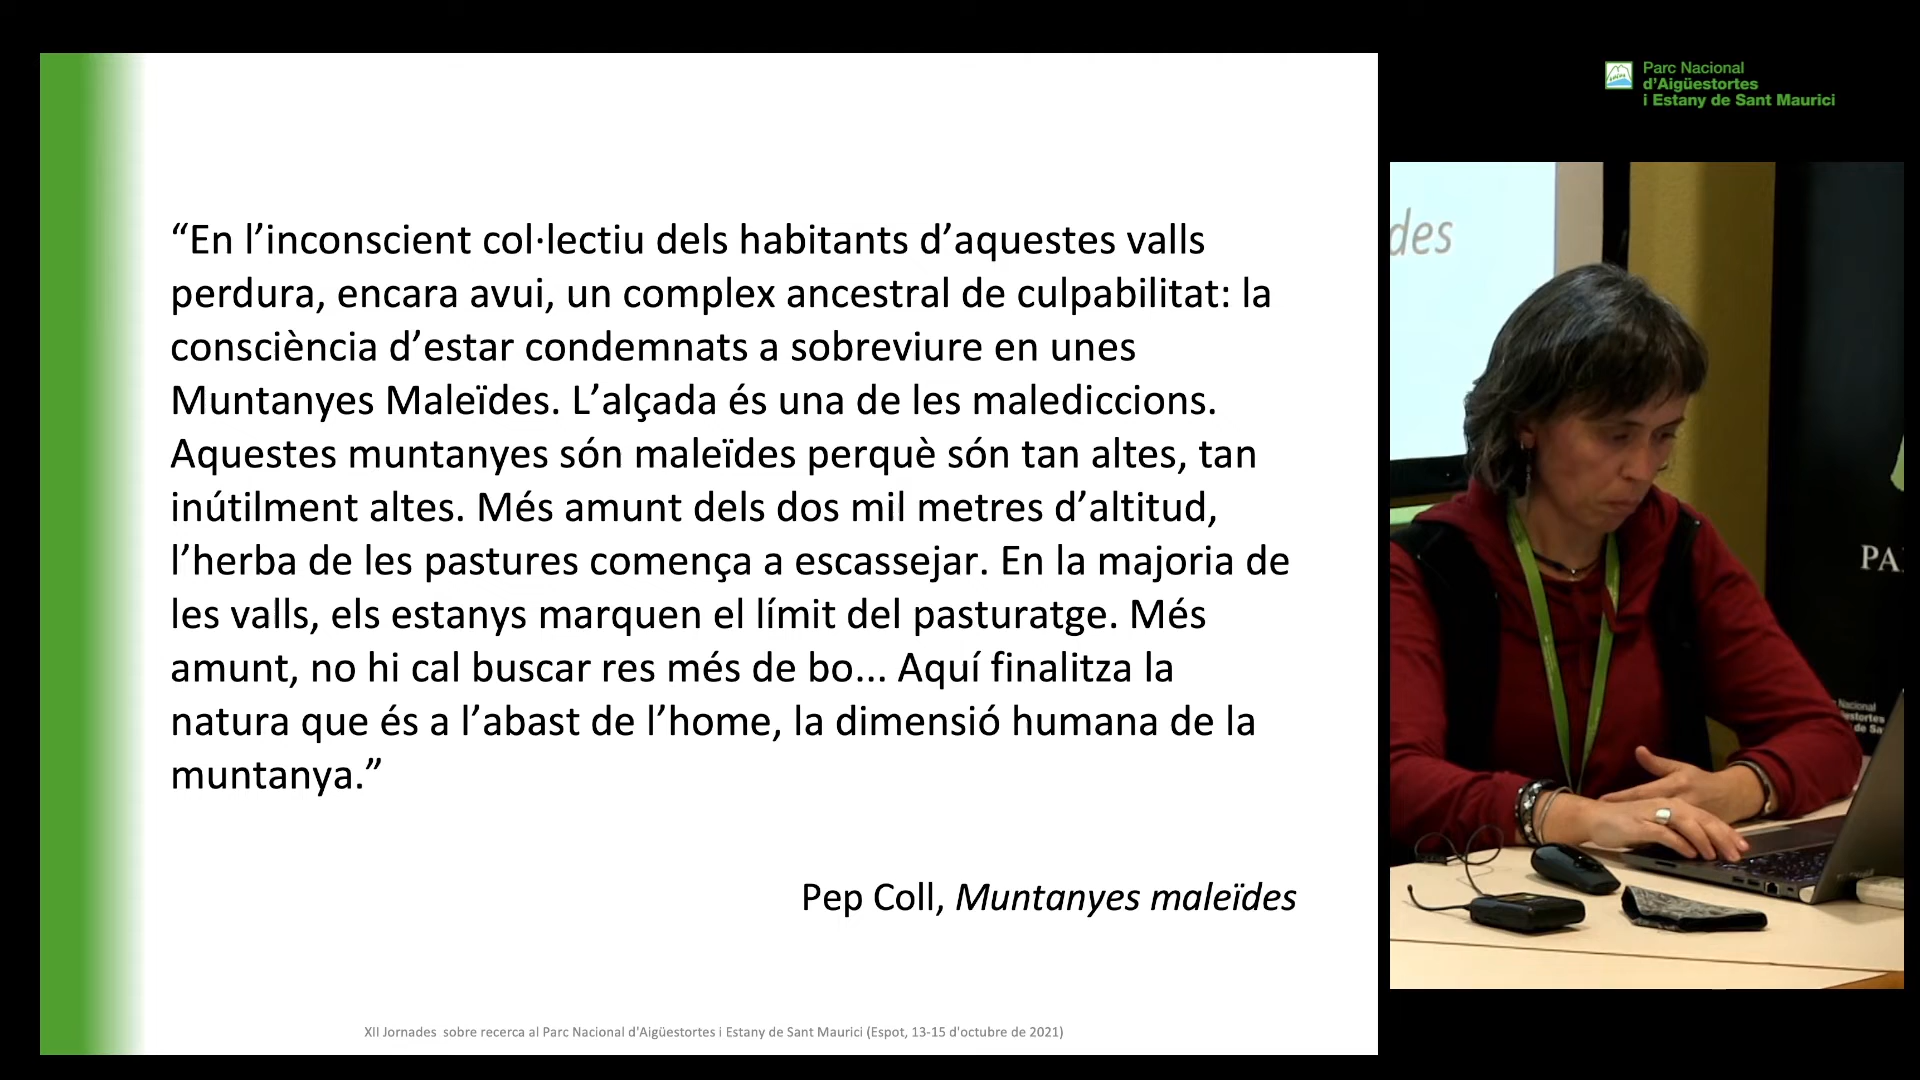 Parc Nacional
d'Aigüestortes
i Estany de Sant Maurici
“En l’inconscient col·lectiu dels habitants d’aquestes valls
perdura, encara avui, un complex ancestral de culpabilitat: la
consciència d’estar condemnats a sobreviure en unes
Muntanyes Maleïdes. L’alçada és una de les malediccions.
Aquestes muntanyes són maleïdes perquè són tan altes, tan
inútilment altes. Més amunt dels dos mil metres d’altitud,
l’herba de les pastures comença a escassejar. En la majoria de
les valls, els estanys marquen el límit del pasturatge. Més
amunt, no hi cal buscar res més de bo... Aquí finalitza la
natura que és a l’abast de l’home, la dimensió humana de la
muntanya.”
Pep Coll, Muntanyes maleïdes
XII Jornades sobre recerca al Parc Nacional d'Aigüestortes i Estany de Sant Maurici (Espot, 13-15 d'octubre de 2021)
des
PA
Nacional